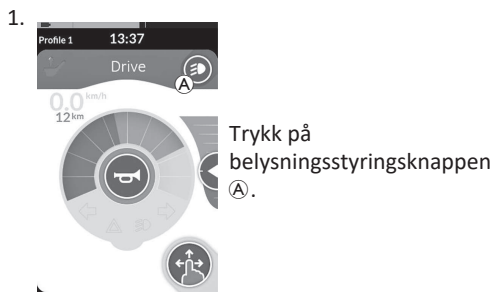 1.
Profile 1 13:37
Drive
A
0.0 km/h
12 km
Trykk på
belysningsstyringsknappen
Ⓐ.